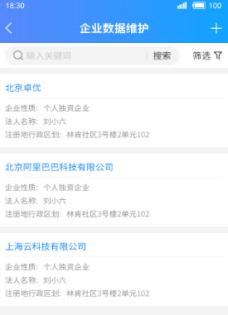 18:30
100
企业数据维护
输入关键词
搜索
筛选
北京卓优
企业性质: 个人独资企业
法人名称: 刘小六
注册地行政区划: 林肯社区3号楼2单元102
北京阿里巴巴科技有限公司
企业性质: 个人独资企业
法人名称: 刘小六
注册地行政区划: 林肯社区3号楼2单元102
上海云科技有限公司
企业性质: 个人独资企业
法人名称: 刘小六
注册地行政区划: 林肯社区3号楼2单元102